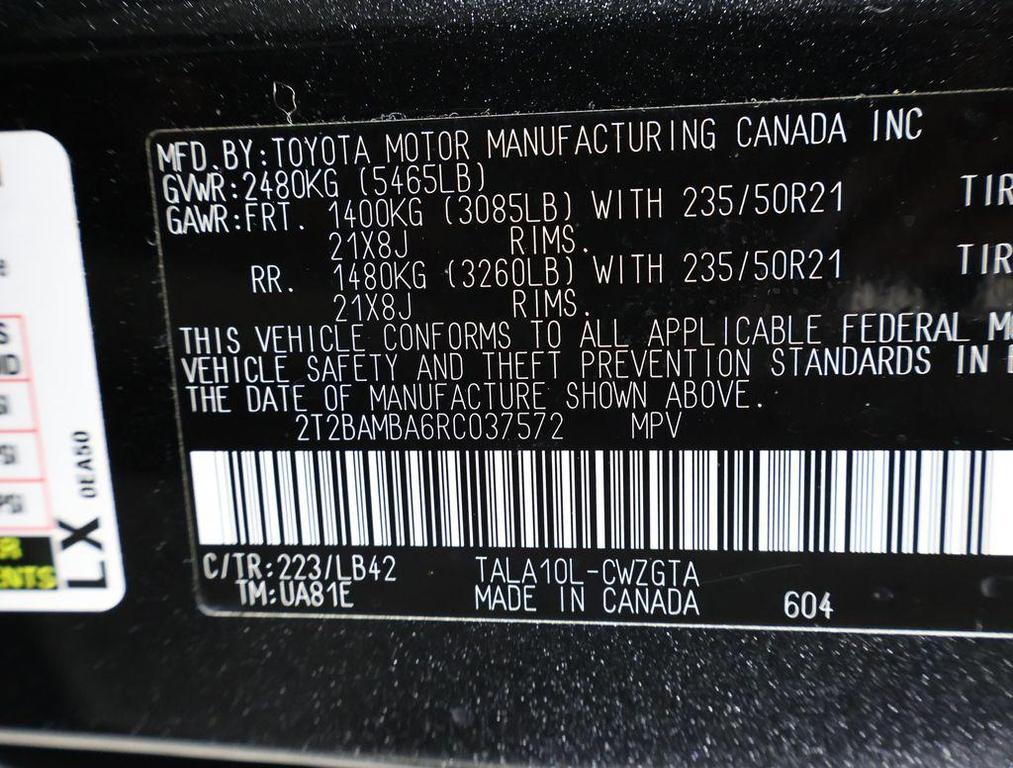 MFD.BY:TOYOTA MOTOR MANUFACTURING CANADA INC
GVWR:2480KG (5465LB)
GAWR:FRT. 1400KG (3085LB) WITH 235/50R21 TIR
21X8J RIMS.
RR. 1480KG (3260LB) WITH 235/50R21 TIR
21X8J RIMS.
THIS VEHICLE CONFORMS TO ALL APPLICABLE FEDERAL MO
VEHICLE SAFETY AND THEFT PREVENTION STANDARDS IN
THE DATE OF MANUFACTURE SHOWN ABOVE.
2T2BAMBA6RC037572 MPV
C/TR:223/LB42 TALA10L-CWZGTA
TM:UA81E MADE IN CANADA 604
LX 0EA50